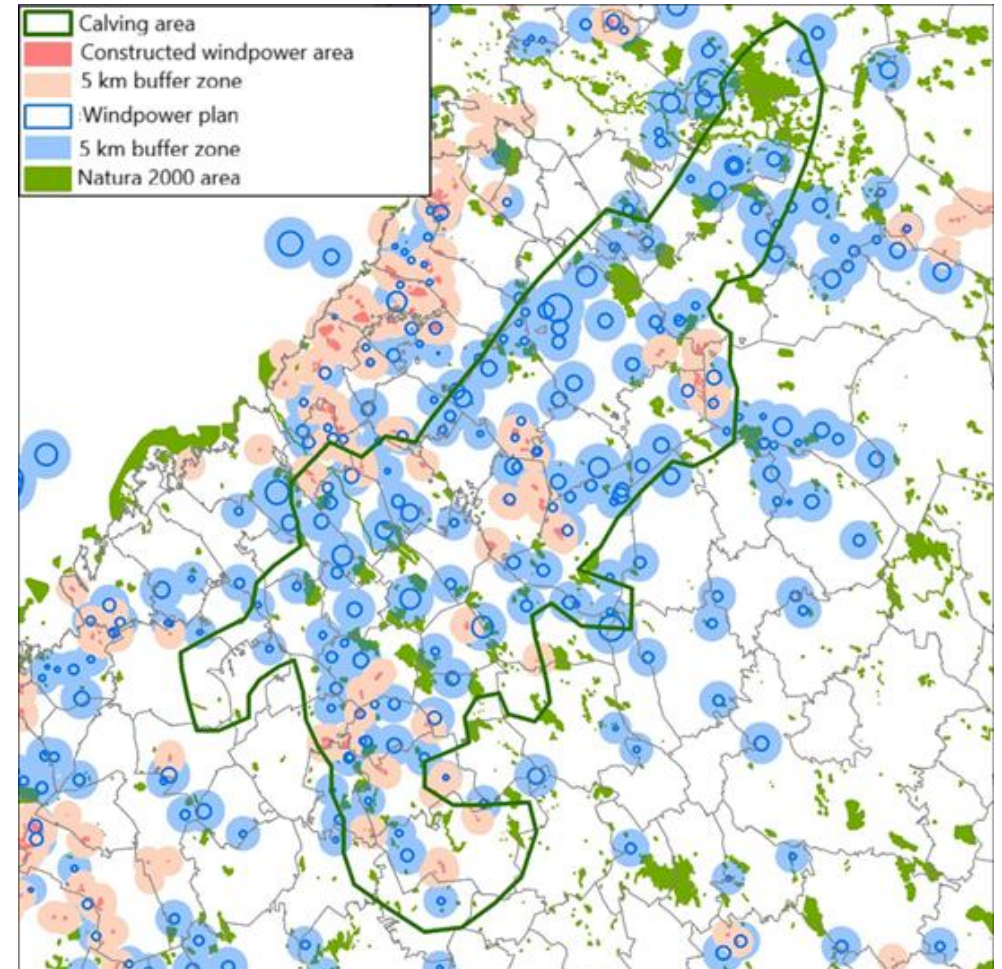 Calving area
Constructed windpower area
5 km buffer zone
:Windpower plan
5 km buffer zone
Natura 2000 area